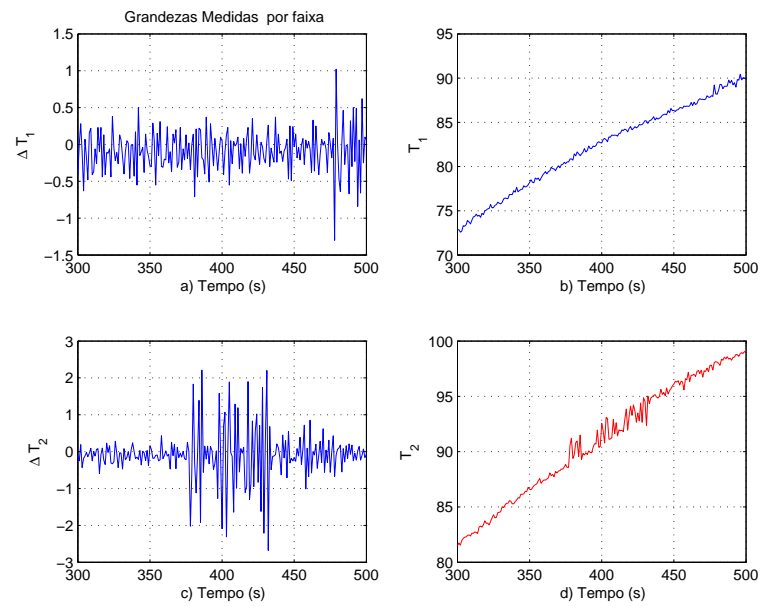 Grandezas Medidas por faixa
1.5
1
0.5
0
−0.5
−1
−1.5
Δ T1
300 350 400 450 500
a) Tempo (s)
95
90
85
80
75
70
T1
300 350 400 450 500
b) Tempo (s)
3
2
1
0
−1
−2
−3
Δ T2
300 350 400 450 500
c) Tempo (s)
100
95
90
85
80
T2
300 350 400 450 500
d) Tempo (s)